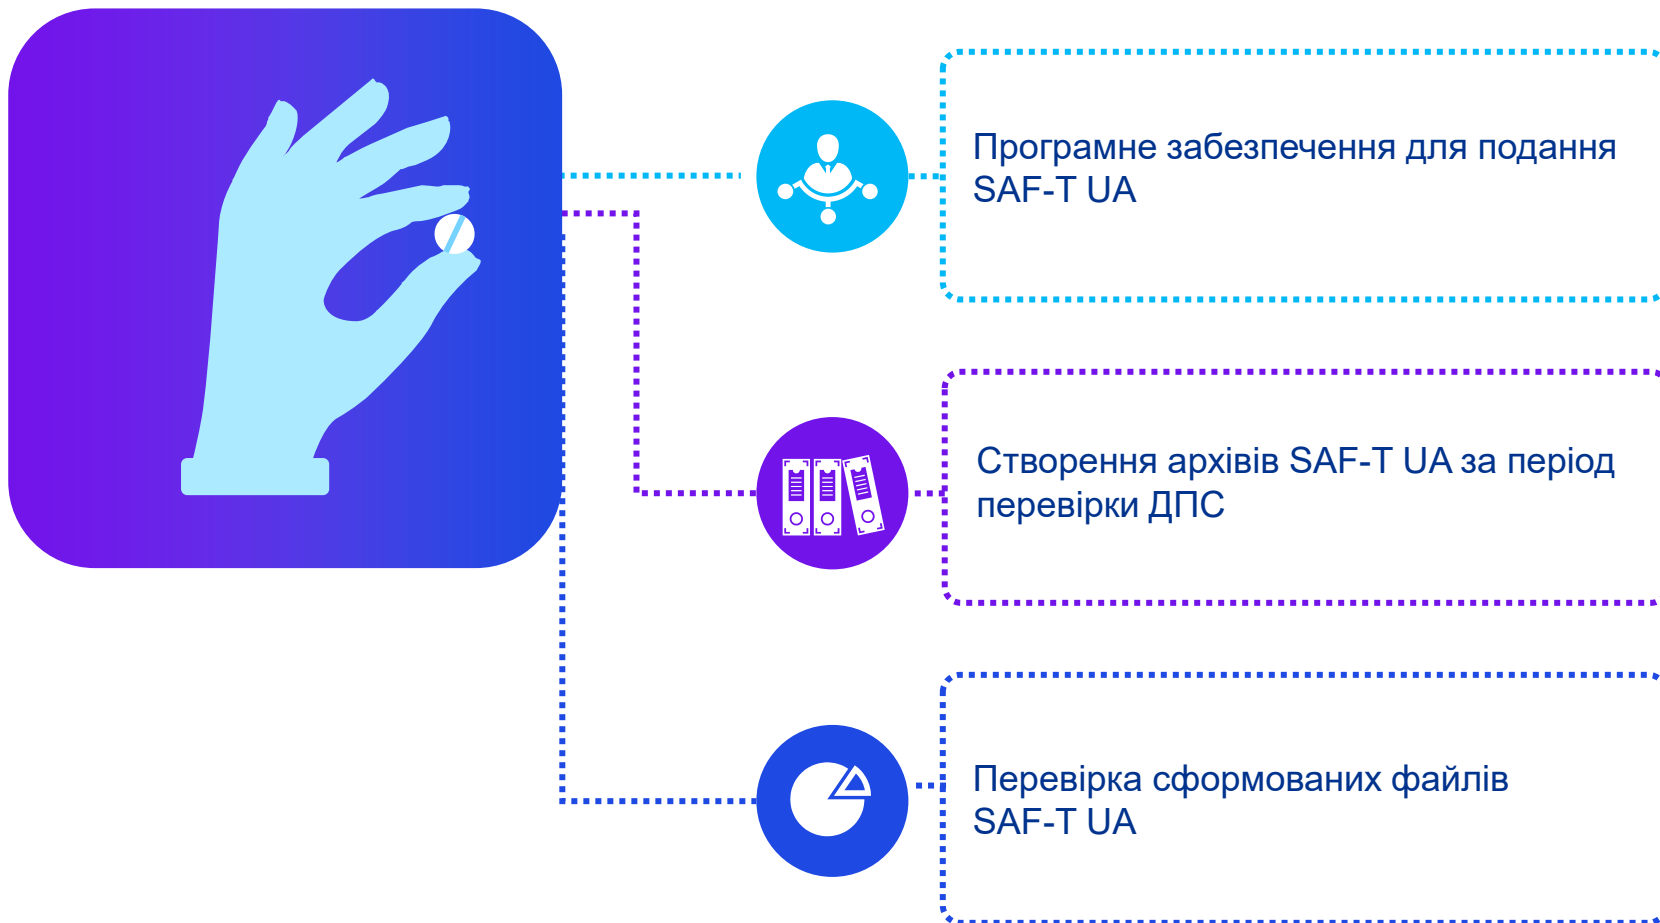 Програмне забезпечення для подання
SAF-T UA
Створення архівів SAF-T UA за період
перевірки ДПС
Перевірка сформованих файлів
SAF-T UA